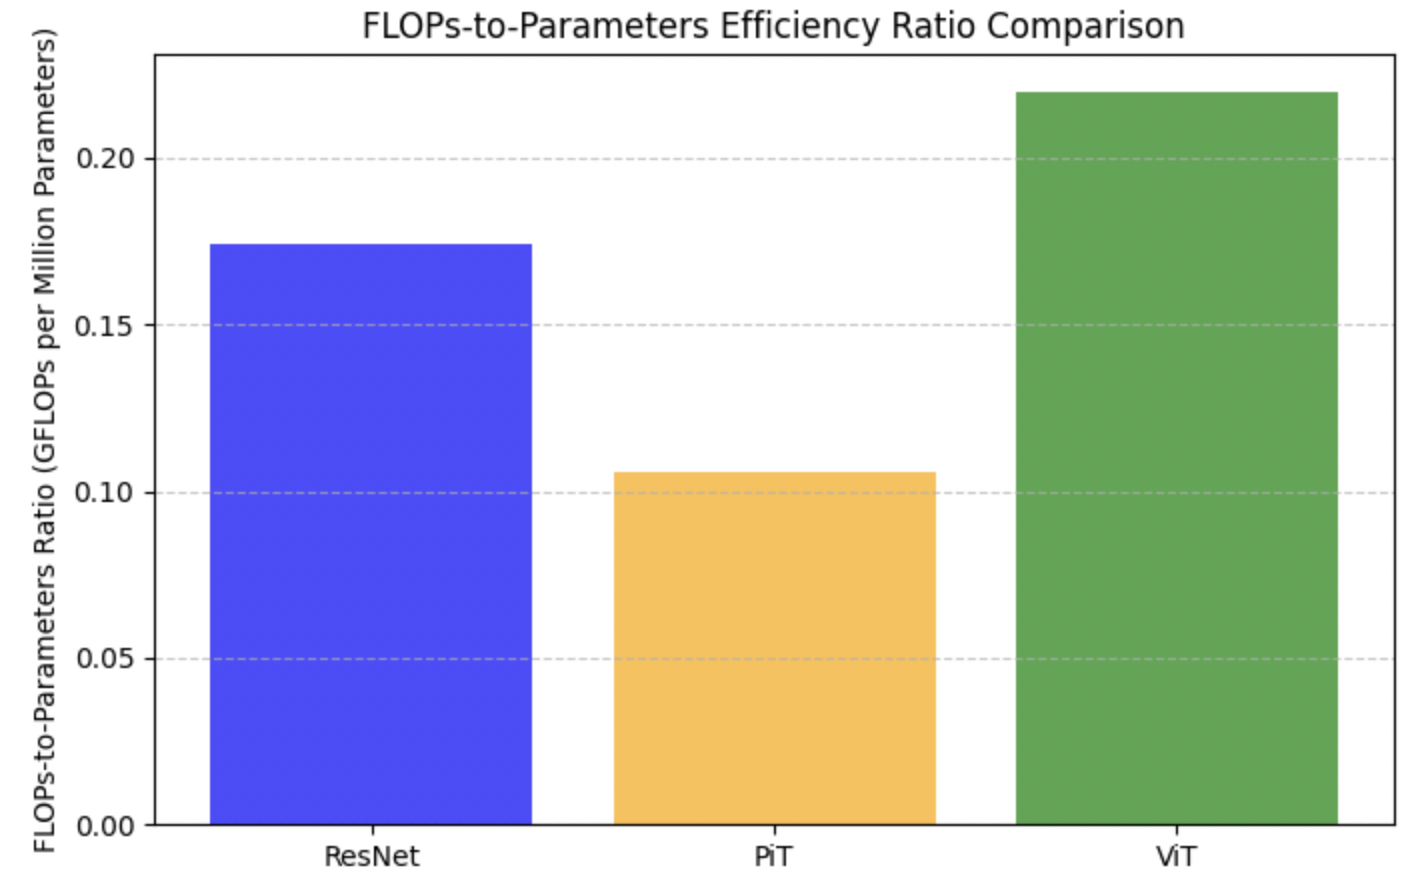 FLOPs-to-Parameters Efficiency Ratio Comparison
FLOPs-to-Parameters Ratio (GFLOPs per Million Parameters)
0.20
0.15
0.10
0.05
0.00
ResNet
PiT
ViT